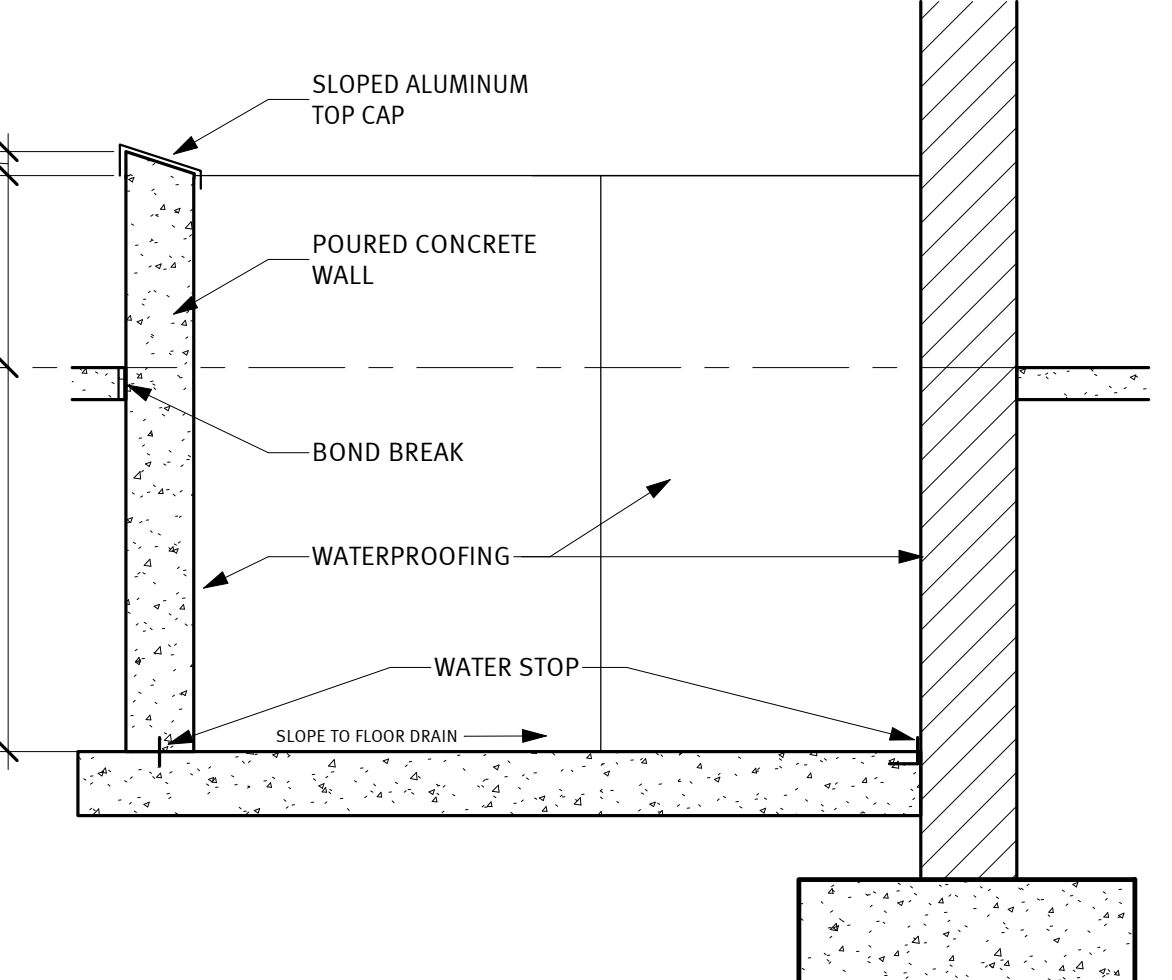 SLOPED ALUMINUM
TOP CAP
POURED CONCRETE
WALL
BOND BREAK
WATERPROOFING
WATER STOP
SLOPE TO FLOOR DRAIN